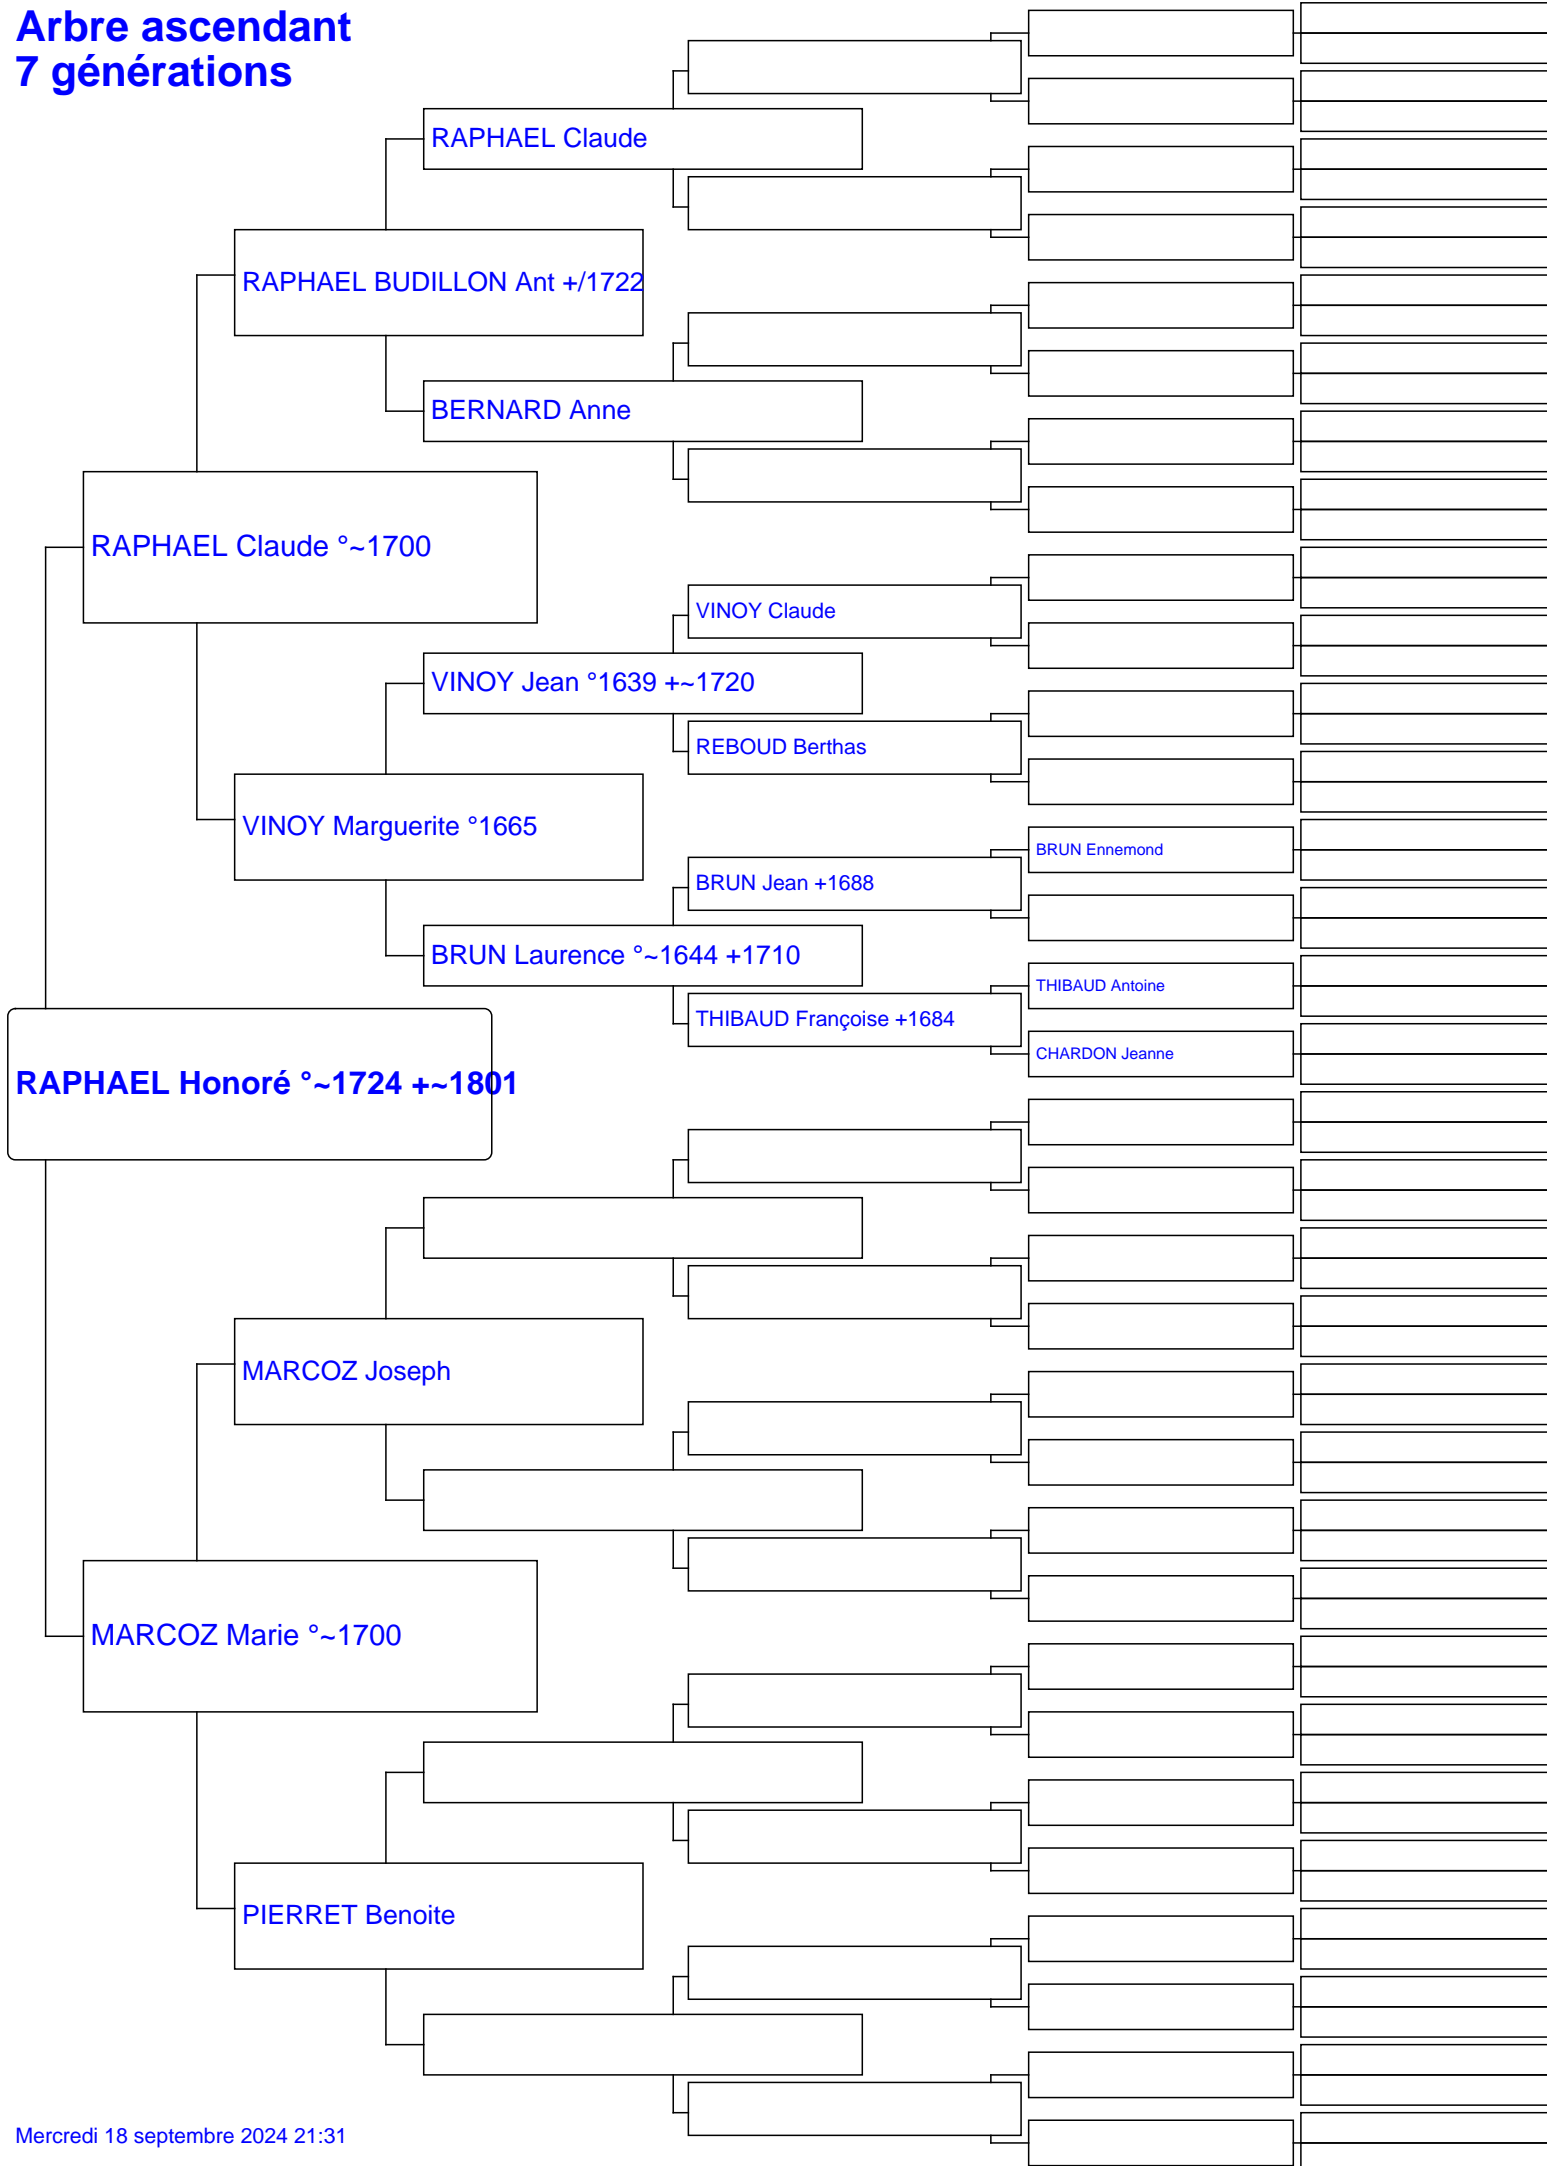 Arbre ascendant
7 générations
RAPHAEL Claude
RAPHAEL BUDILLON Ant +/1722
BERNARD Anne
RAPHAEL Claude °~1700
VINOY Claude
VINOY Jean °1639 +~1720
REBOUD Berthas
VINOY Marguerite °1665
BRUN Ennemond
BRUN Jean +1688
BRUN Laurence °~1644 +1710
THIBAUD Antoine
THIBAUD Françoise +1684
CHARDON Jeanne
RAPHAEL Honoré °~1724 +~1801
MARCOZ Joseph
MARCOZ Marie °~1700
PIERRET Benoite
Mercredi 18 septembre 2024 21:31